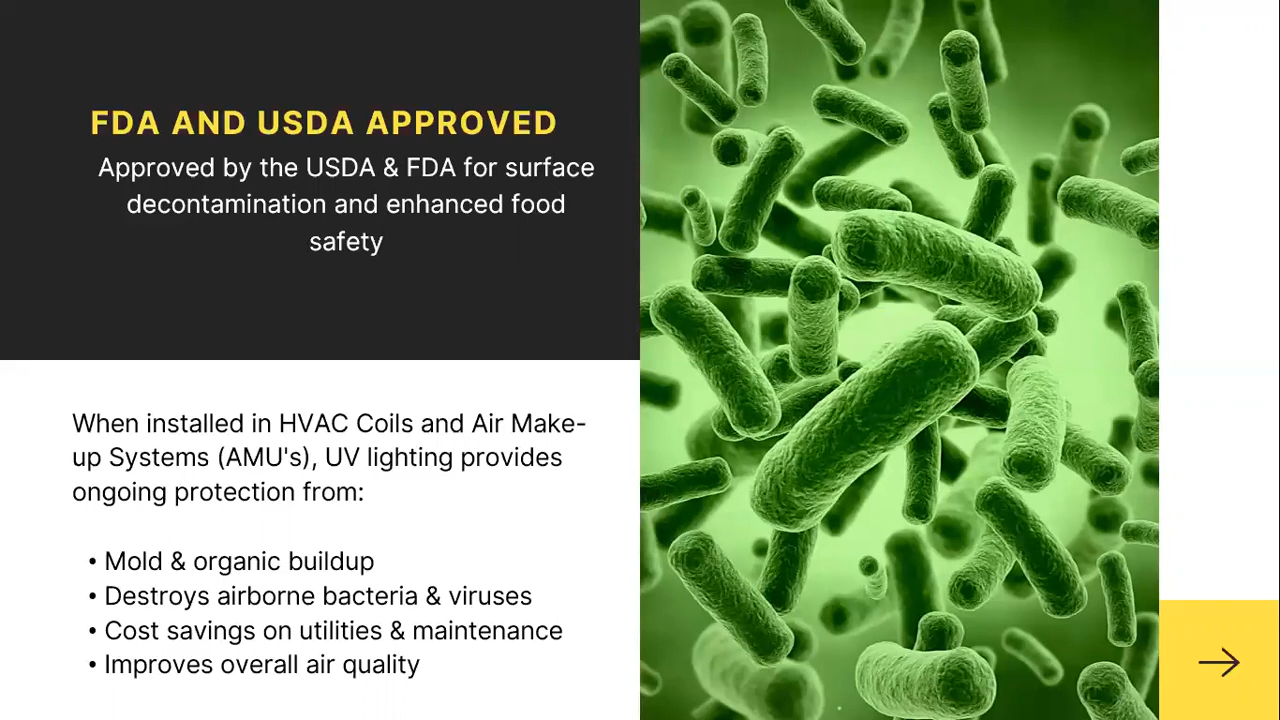 FDA AND USDA APPROVED
Approved by the USDA & FDA for surface
decontamination and enhanced food
safety
When installed in HVAC Coils and Air Make-
up Systems (AMU's), UV lighting provides
ongoing protection from:
• Mold & organic buildup
• Destroys airborne bacteria & viruses
• Cost savings on utilities & maintenance
• Improves overall air quality